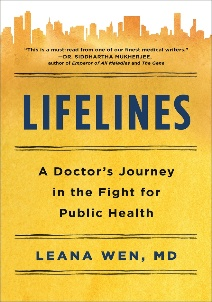 "This is a must-read from one of our finest medical writers."
—DR. SIDDHARTHA MUKHERJEE,
author of Emperor of All Maladies and The Gene
LIFELINES
A Doctor's Journey
in the Fight for
Public Health
LEANA WEN, MD